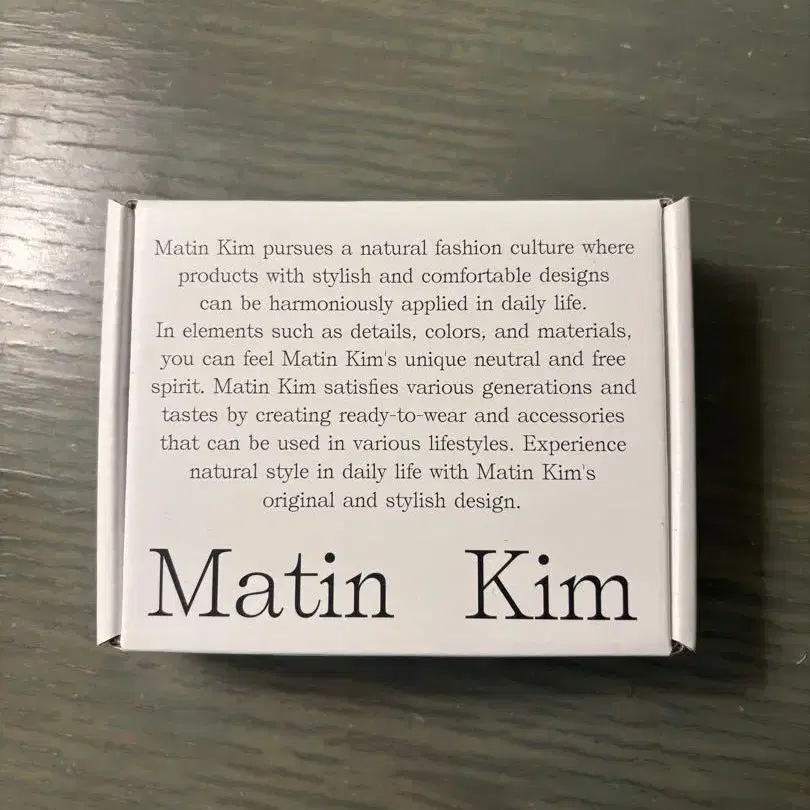 Matin Kim pursues a natural fashion culture where
products with stylish and comfortable designs
can be harmoniously applied in daily life.
In elements such as details, colors, and materials,
you can feel Matin Kim's unique neutral and free
spirit. Matin Kim satisfies various generations and
tastes by creating ready-to-wear and accessories
that can be used in various lifestyles. Experience
natural style in daily life with Matin Kim's
original and stylish design.
Matin Kim